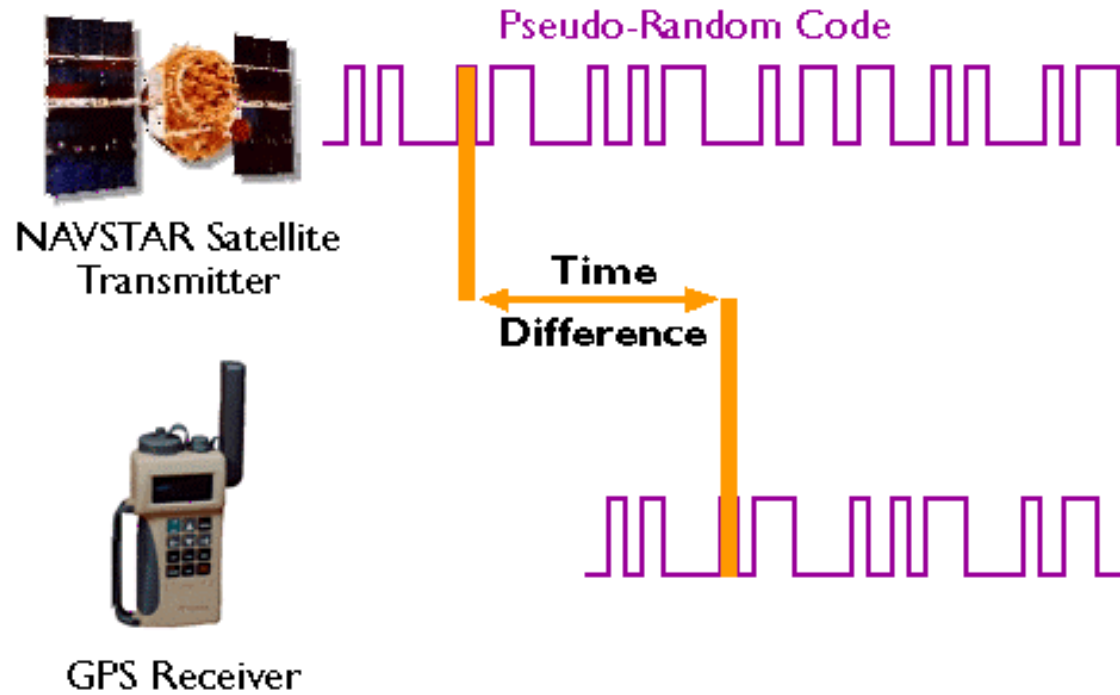 Pseudo-Random Code
NAVSTAR Satellite
Transmitter
Time
Difference
GPS Receiver